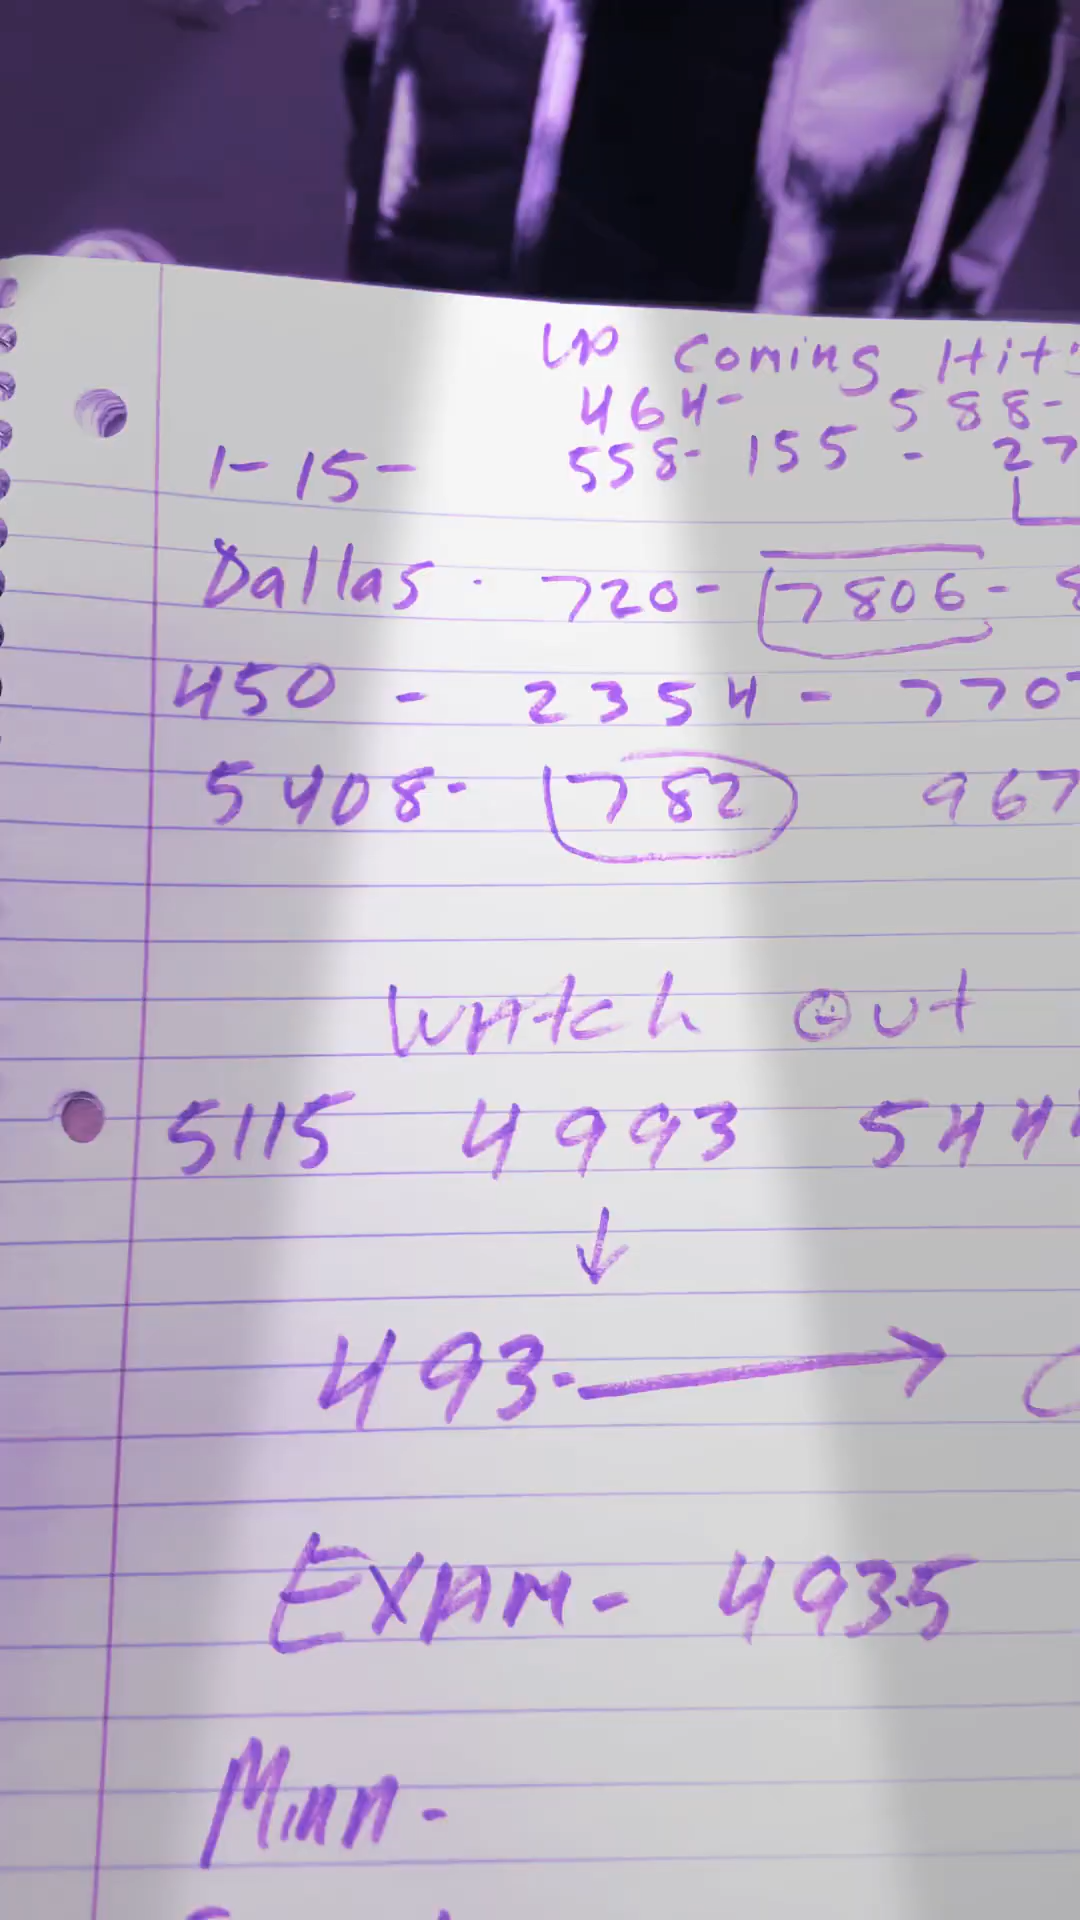 Up Coming Hits
464- 588-
1-15- 558- 155 - 27
Dallas. 720- 7806-
450 - 2354 - 770-
5408- 782 967
Watch Out
5115 4993 544
↓
493-→
EXAM- 4935
Minn-